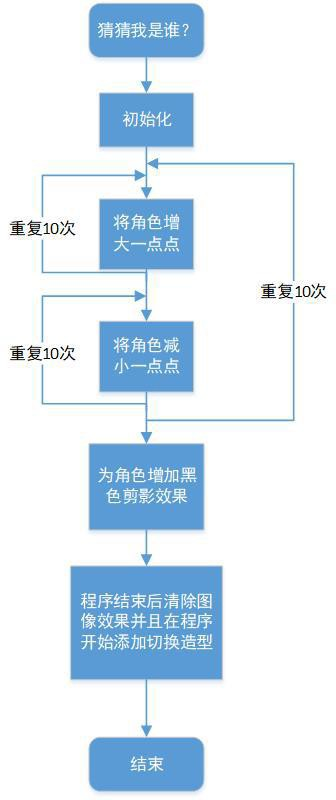 猜猜我是谁？
初始化
重复10次
将角色增
大一点点
重复10次
重复10次
将角色减
小一点点
为角色增加黑
色剪影效果
程序结束后清除图
像效果并且在程序
开始添加切换造型
结束